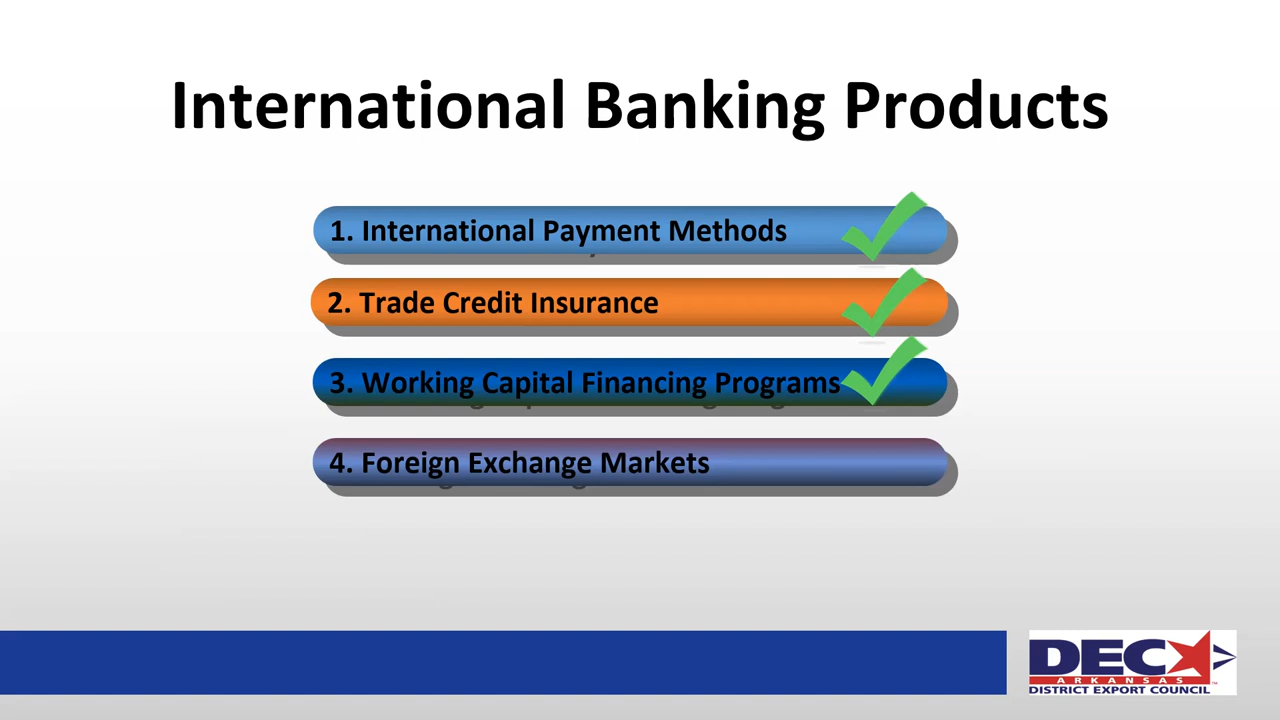 International Banking Products
1. International Payment Methods
2. Trade Credit Insurance
3. Working Capital Financing Programs
4. Foreign Exchange Markets
DEC
ARKANSAS
DISTRICT EXPORT COUNCIL